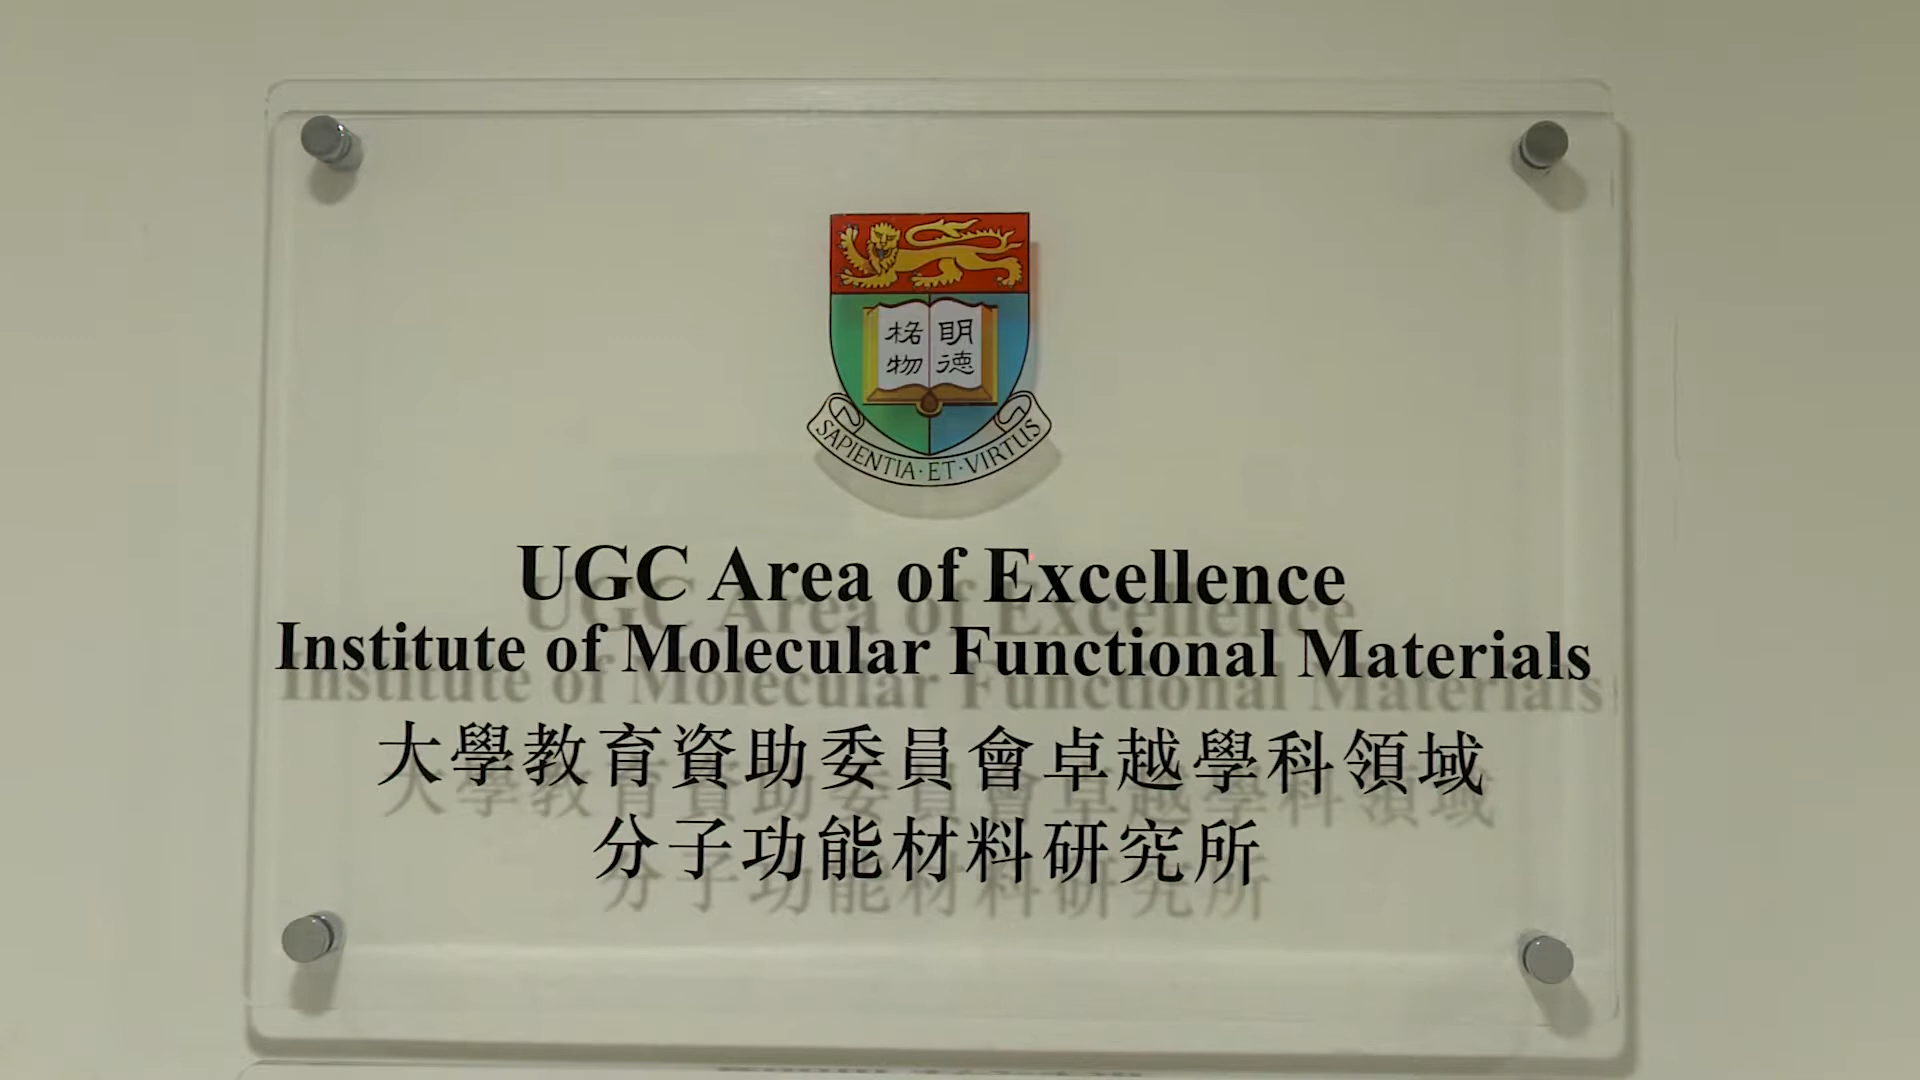 明德
格物
SAPIENTIA·ET·VIRTUS
UGC Area of Excellence
Institute of Molecular Functional Materials
大學教育資助委員會卓越學科領域
分子功能材料研究所